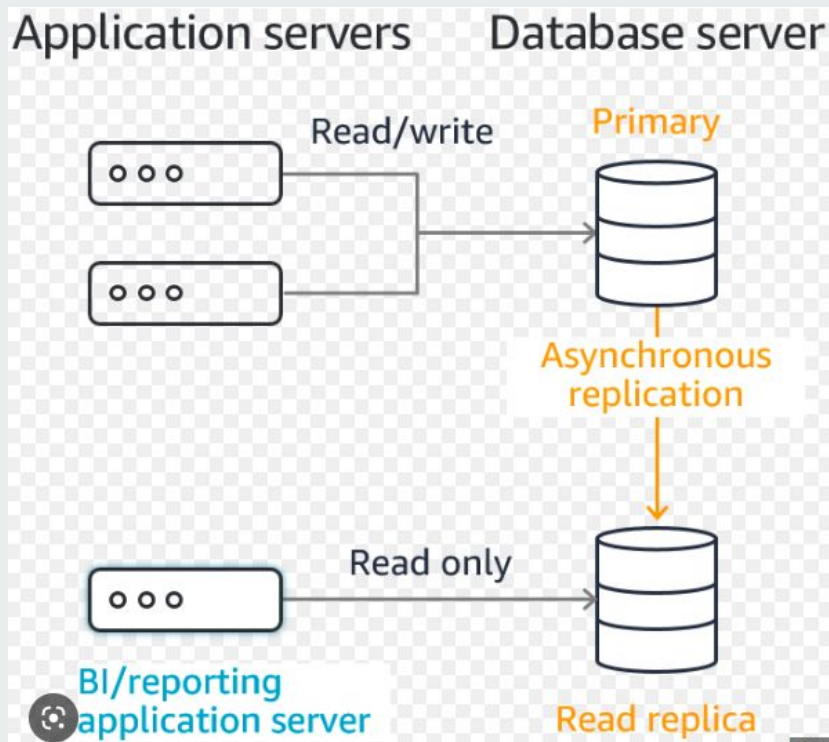 Application servers
Database server
Read/write
Primary
Asynchronous
replication
Read only
BI/reporting
application server
Read replica